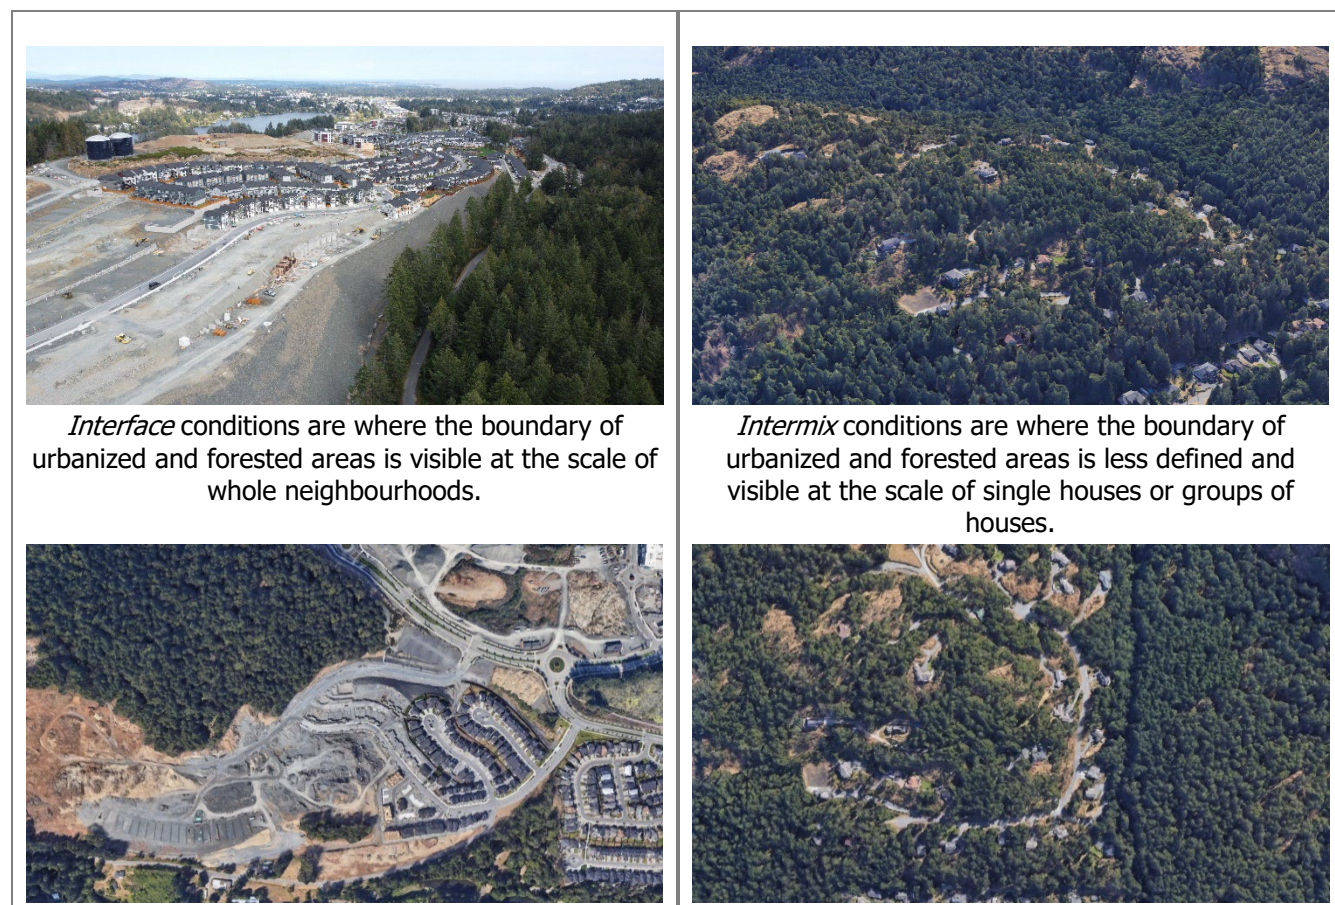 Interface conditions are where the boundary of
urbanized and forested areas is visible at the scale of
whole neighbourhoods.
Intermix conditions are where the boundary of
urbanized and forested areas is less defined and
visible at the scale of single houses or groups of
houses.